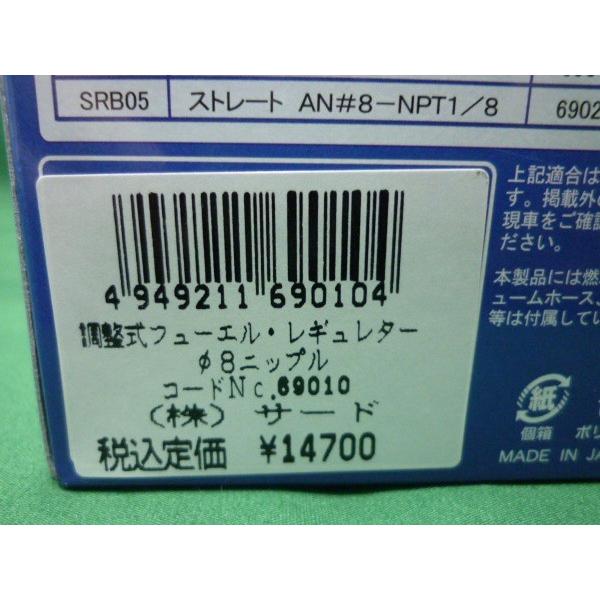 SRB05 ストレート AN#8-NPT1/8 6902
上記適合は
す。掲載外の
現車をご確認
ださい。
本製品には燃
ュームホース、
等は付属してい
4 949211 690104
調整式フューエル・レギュレター
φ8ニップル
コードNo.69010
(株) サード
税込定価 ¥14700
紙
個箱 ポリ
MADE IN JA